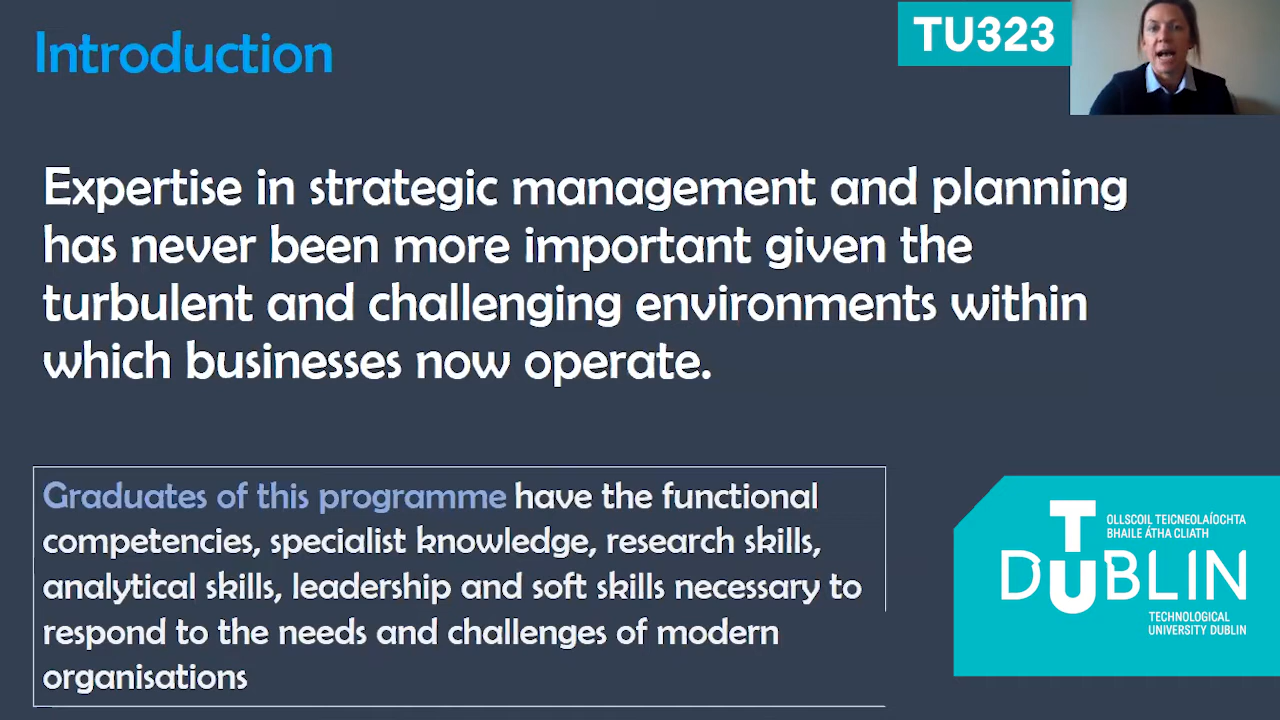 Introduction
TU323
Expertise in strategic management and planning
has never been more important given the
turbulent and challenging environments within
which businesses now operate.
Graduates of this programme have the functional
competencies, specialist knowledge, research skills,
analytical skills, leadership and soft skills necessary to
respond to the needs and challenges of modern
organisations
OLLSCOIL TEICNEOLAÍOCHTA
BHAILE ÁTHA CLIATH
TU DUBLIN
TECHNOLOGICAL
UNIVERSITY DUBLIN